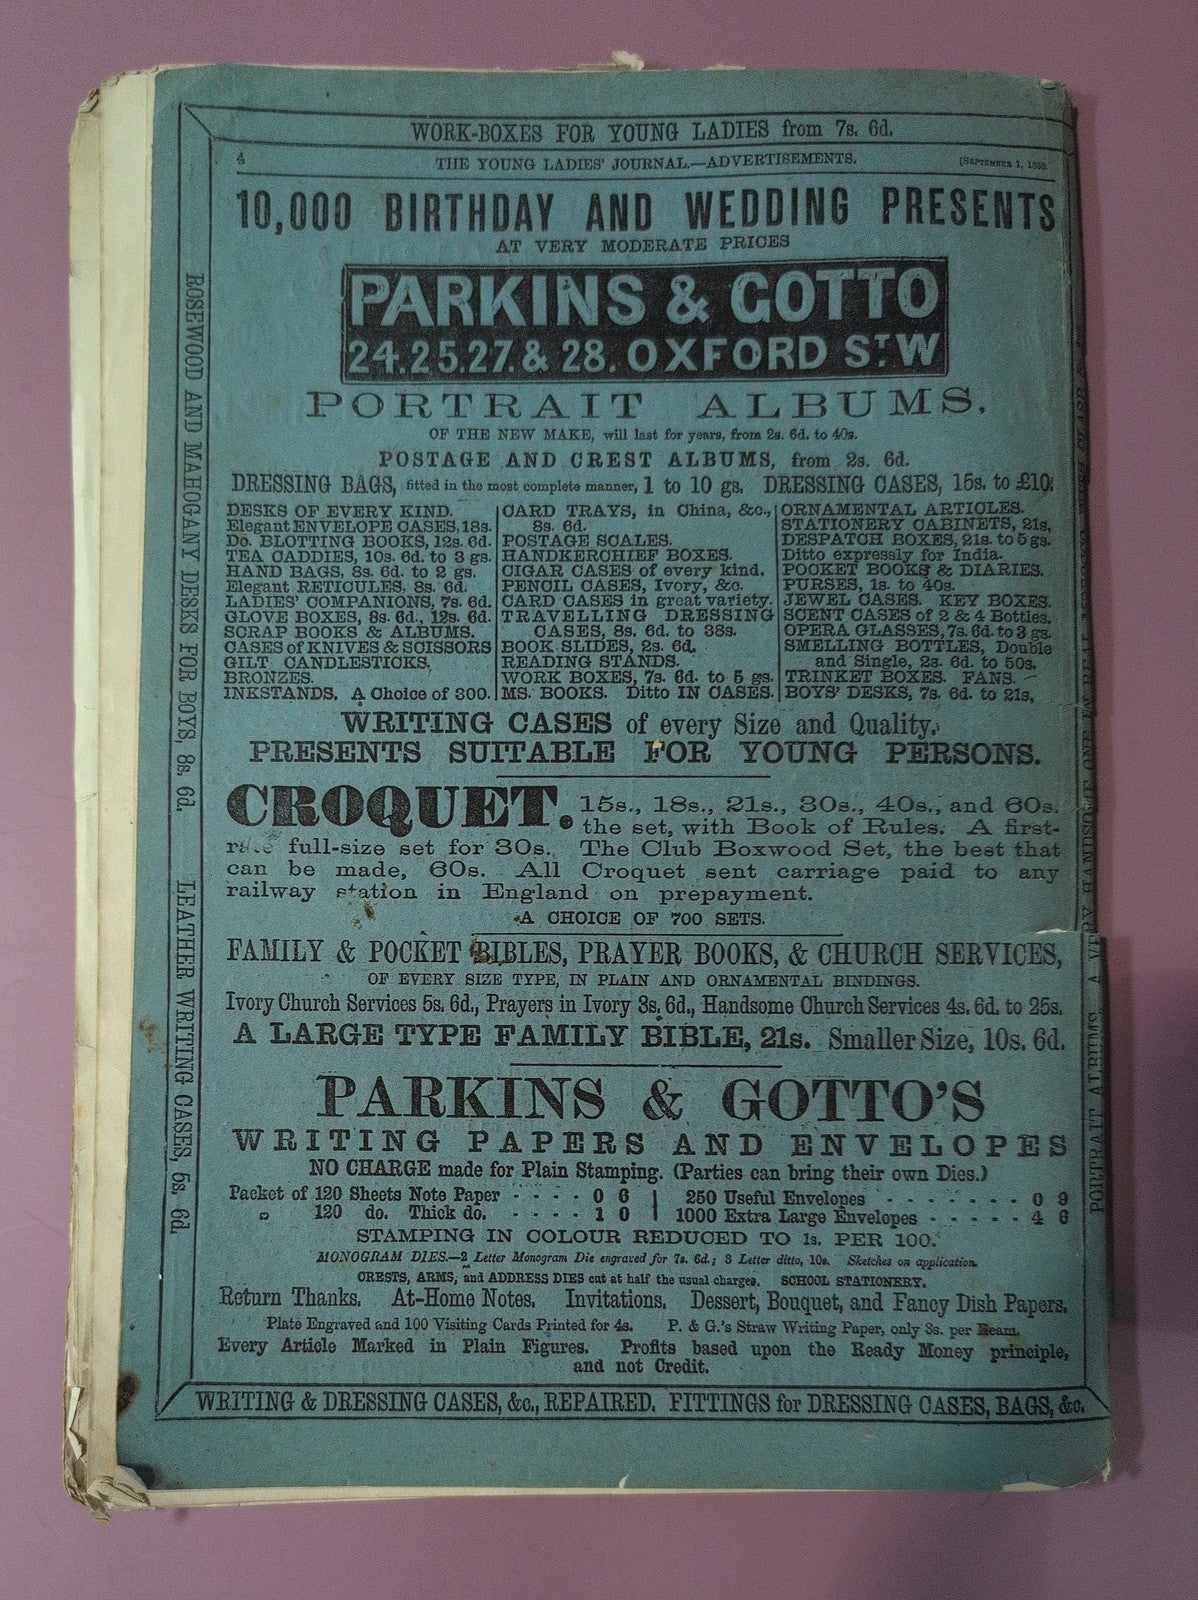 WORK-BOXES FOR YOUNG LADIES from 7s. 6d.
4
THE YOUNG LADIES' JOURNAL.—ADVERTISEMENTS.
[SEPTEMBER 1, 
10,000 BIRTHDAY AND WEDDING PRESENTS
AT VERY MODERATE PRICES
PARKINS & GOTTO
24.25.27.& 28. OXFORD ST. W
PORTRAIT ALBUMS.
OF THE NEW MAKE, will last for years, from 2s. 6d. to 40s.
POSTAGE AND CREST ALBUMS, from 2s. 6d.
DRESSING BAGS, fitted in the most complete manner, 1 to 10 gs. DRESSING CASES, 15s. to £10.
DESKS OF EVERY KIND.
Elegant ENVELOPE CASES, 18s.
Do. BLOTTING BOOKS, 12s. 6d.
TEA CADDIES, 10s. 6d. to 3 gs.
HAND BAGS, 8s. 6d. to 2 gs.
Elegant RETICULES, 8s. 6d.
LADIES' COMPANIONS, 7s. 6d.
GLOVE BOXES, 8s. 6d., 12s. 6d.
SCRAP BOOKS & ALBUMS.
CASES of KNIVES & SCISSORS
GILT CANDLESTICKS.
BRONZES.
INKSTANDS. A Choice of 300.
CARD TRAYS, in China, &c.,
8s. 6d.
POSTAGE SCALES.
HANDKERCHIEF BOXES.
CIGAR CASES of every kind.
PENCIL CASES, Ivory, &c.
CARD CASES in great variety.
TRAVELLING DRESSING
CASES, 8s. 6d. to 38s.
BOOK SLIDES, 2s. 6d.
READING STANDS.
WORK BOXES, 7s. 6d. to 5 gs.
MS. BOOKS. Ditto IN CASES.
ORNAMENTAL ARTICLES.
STATIONERY CABINETS, 21s.
DESPATCH BOXES, 21s. to 5 gs.
Ditto expressly for India.
POCKET BOOKS & DIARIES.
PURSES, 1s. to 40s.
JEWEL CASES. KEY BOXES.
SCENT CASES of 2 & 4 Bottles.
OPERA GLASSES, 7s. 6d. to 3 gs.
SMELLING BOTTLES, Double
and Single, 2s. 6d. to 50s.
TRINKET BOXES. FANS.
BOYS' DESKS, 7s. 6d. to 21s.
WRITING CASES of every Size and Quality.
PRESENTS SUITABLE FOR YOUNG PERSONS.
CROQUET. 15s., 18s., 21s., 30s., 40s., and 60s.
the set, with Book of Rules. A first-
rate full-size set for 30s. The Club Boxwood Set, the best that
can be made, 60s. All Croquet sent carriage paid to any
railway station in England on prepayment.
A CHOICE OF 700 SETS.
FAMILY & POCKET BIBLES, PRAYER BOOKS, & CHURCH SERVICES,
OF EVERY SIZE TYPE, IN PLAIN AND ORNAMENTAL BINDINGS.
Ivory Church Services 5s. 6d., Prayers in Ivory 3s. 6d., Handsome Church Services 4s. 6d. to 25s.
A LARGE TYPE FAMILY BIBLE, 21s. Smaller Size, 10s. 6d.
PARKINS & GOTTO'S
WRITING PAPERS AND ENVELOPES
NO CHARGE made for Plain Stamping. (Parties can bring their own Dies.)
Packet of 120 Sheets Note Paper - - - - 0 6
„ 120 do. Thick do. - - - - 1 0
250 Useful Envelopes - - - - - - - 0 9
1000 Extra Large Envelopes - - - - - 4 6
STAMPING IN COLOUR REDUCED TO 1s. PER 100.
MONOGRAM DIES.—2 Letter Monogram Die engraved for 7s. 6d.; 3 Letter ditto, 10s. Sketches on application.
CRESTS, ARMS, and ADDRESS DIES cut at half the usual charges. SCHOOL STATIONERY.
Return Thanks. At-Home Notes. Invitations. Dessert, Bouquet, and Fancy Dish Papers.
Plate Engraved and 100 Visiting Cards Printed for 4s. P. & G.'s Straw Writing Paper, only 3s. per Ream.
Every Article Marked in Plain Figures. Profits based upon the Ready Money principle,
and not Credit.
WRITING & DRESSING CASES, &c., REPAIRED. FITTINGS for DRESSING CASES, BAGS, &c.
ROSEWOOD AND MAHOGANY DESKS FOR BOYS, 8s. 6d.
LEATHER WRITING CASES, 5s. 6d.
PORTRAIT ALBUMS. A VERY HANDSOME ONE IN REAL